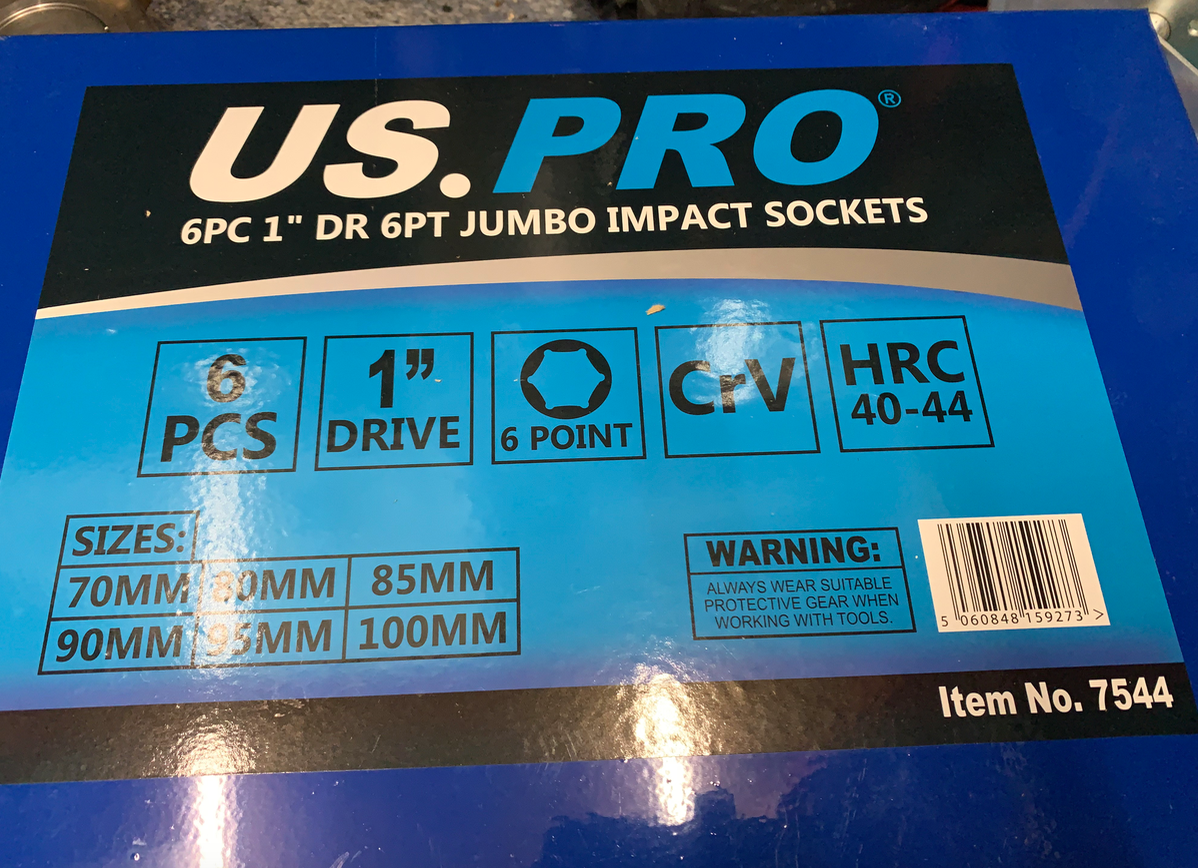 US.PRO®
6PC 1" DR 6PT JUMBO IMPACT SOCKETS
6
PCS
1”
DRIVE
6 POINT
CrV
HRC
40-44
SIZES:
70MM 80MM 85MM
90MM 95MM 100MM
WARNING:
ALWAYS WEAR SUITABLE
PROTECTIVE GEAR WHEN
WORKING WITH TOOLS.
5 060848 159273 >
Item No. 7544